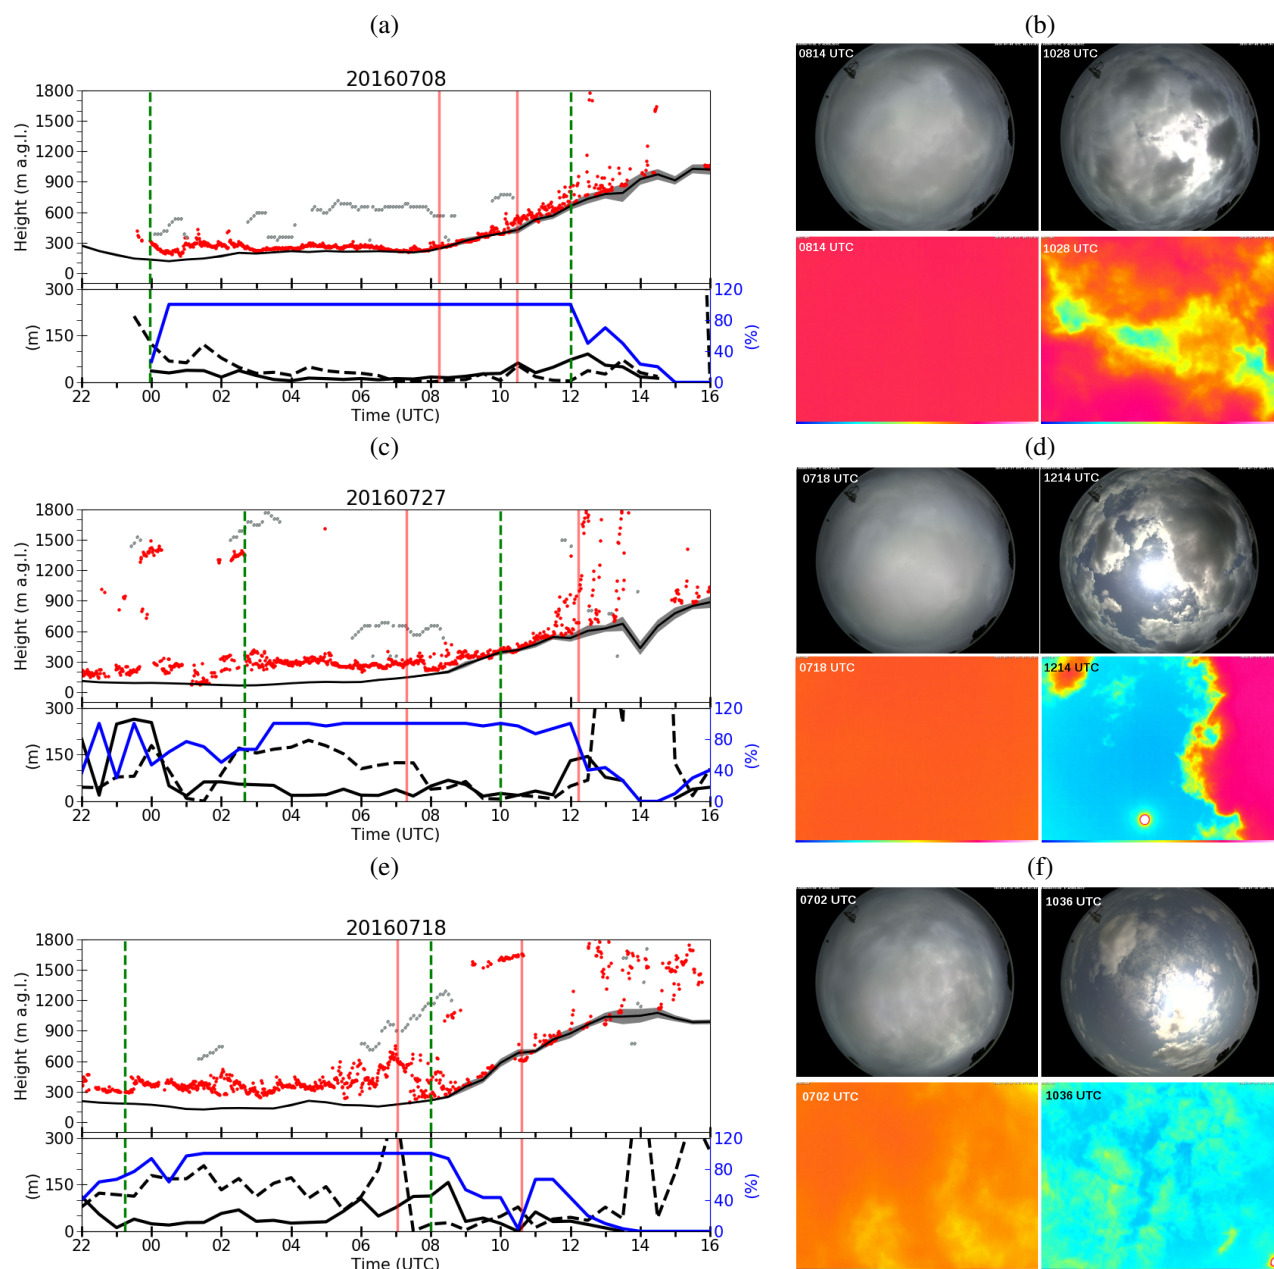 (a)
20160708
Height (m a.g.l.)
1800
1500
1200
900
600
300
0
(m)
300
150
0
120
80
40
0
(%)
22 00 02 04 06 08 10 12 14 16
Time (UTC)
(b)
0814 UTC
1028 UTC
0814 UTC
1028 UTC
(c)
20160727
Height (m a.g.l.)
1800
1500
1200
900
600
300
0
(m)
300
150
0
120
80
40
0
(%)
22 00 02 04 06 08 10 12 14 16
Time (UTC)
(d)
0718 UTC
1214 UTC
0718 UTC
1214 UTC
(e)
20160718
Height (m a.g.l.)
1800
1500
1200
900
600
300
0
(m)
300
150
0
120
80
40
0
(%)
22 00 02 04 06 08 10 12 14 16
Time (UTC)
(f)
0702 UTC
1036 UTC
0702 UTC
1036 UTC